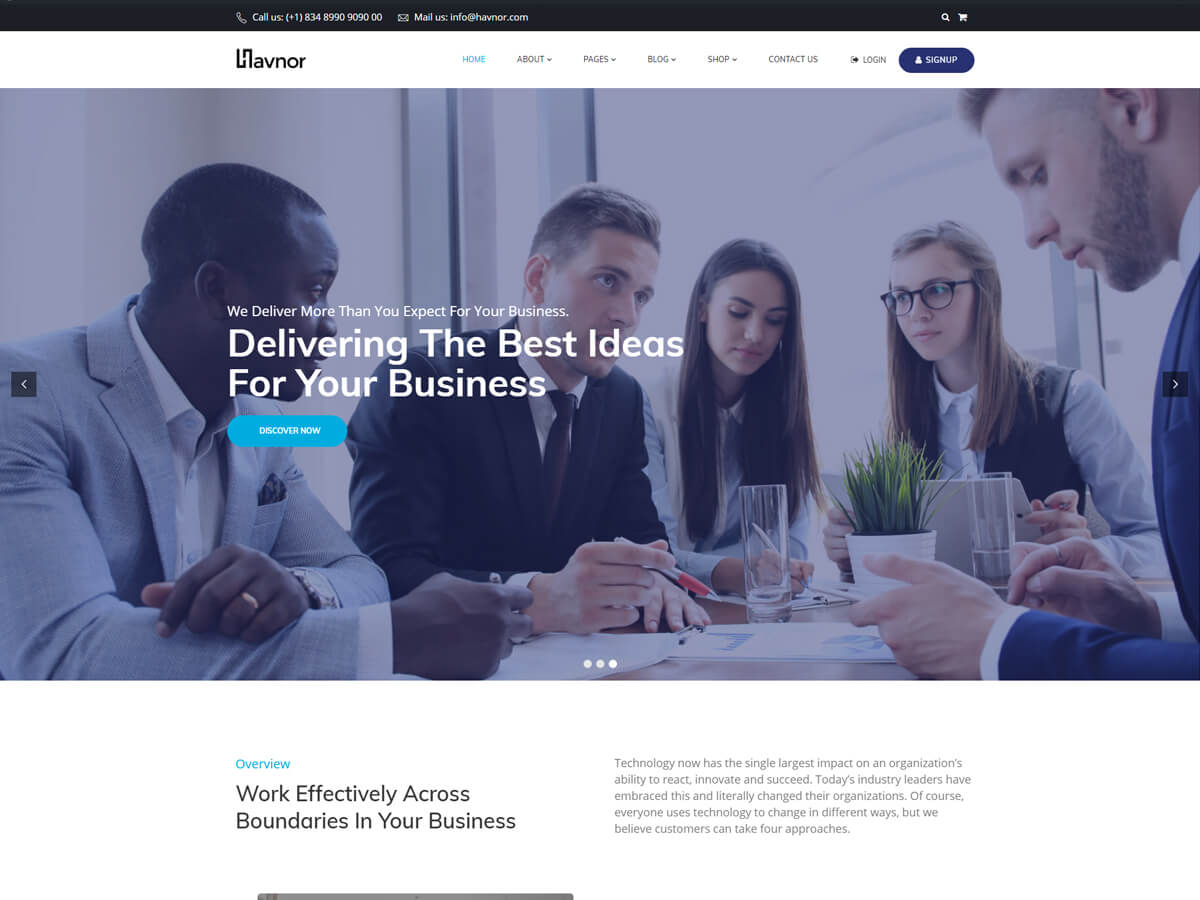 Call us: (+1) 834 8990 9090 00 Mail us: info@havnor.com
Havnor HOME ABOUT PAGES BLOG SHOP CONTACT US LOGIN SIGNUP
We Deliver More Than You Expect For Your Business.
Delivering The Best Ideas
For Your Business
DISCOVER NOW
Overview
Work Effectively Across
Boundaries In Your Business
Technology now has the single largest impact on an organization's
ability to react, innovate and succeed. Today's industry leaders have
embraced this and literally changed their organizations. Of course,
everyone uses technology to change in different ways, but we
believe customers can take four approaches.